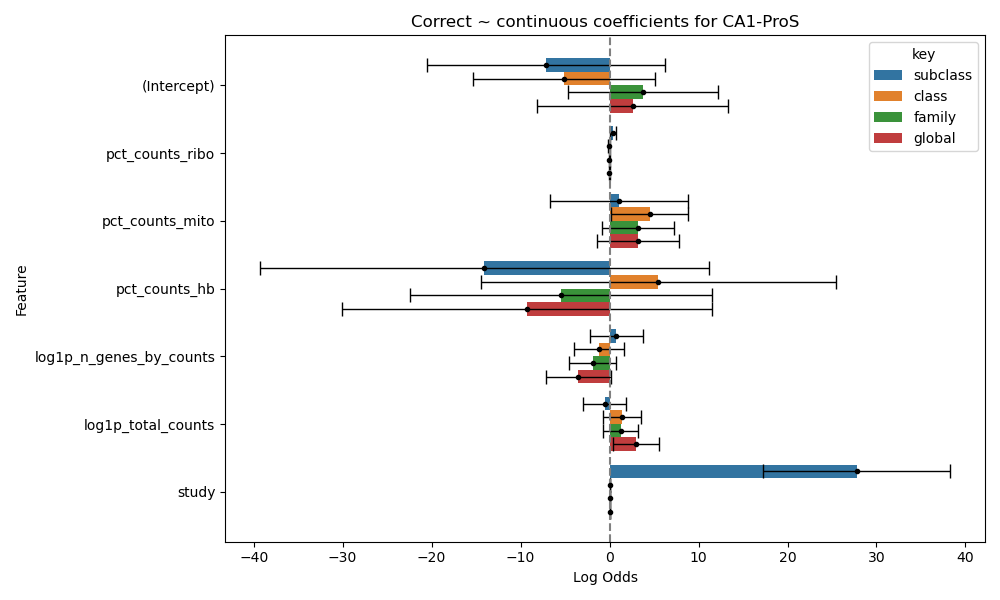 Correct ~ continuous coefficients for CA1-ProS
key
subclass
class
family
global
(Intercept)
pct_counts_ribo
pct_counts_mito
pct_counts_hb
log1p_n_genes_by_counts
log1p_total_counts
study
Feature
−40 −30 −20 −10 0 10 20 30 40
Log Odds